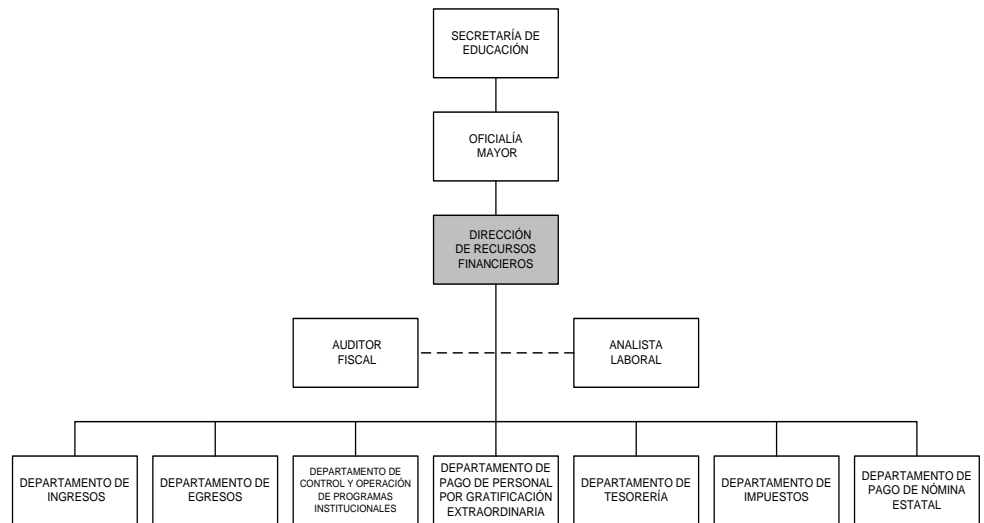 SECRETARÍA DE
EDUCACIÓN
OFICIALÍA
MAYOR
DIRECCIÓN
DE RECURSOS
FINANCIEROS
AUDITOR
FISCAL
ANALISTA
LABORAL
DEPARTAMENTO DE
INGRESOS
DEPARTAMENTO DE
EGRESOS
DEPARTAMENTO DE
CONTROL Y OPERACIÓN
DE PROGRAMAS
INSTITUCIONALES
DEPARTAMENTO DE
PAGO DE PERSONAL
POR GRATIFICACIÓN
EXTRAORDINARIA
DEPARTAMENTO DE
TESORERÍA
DEPARTAMENTO DE
IMPUESTOS
DEPARTAMENTO DE
PAGO DE NÓMINA
ESTATAL